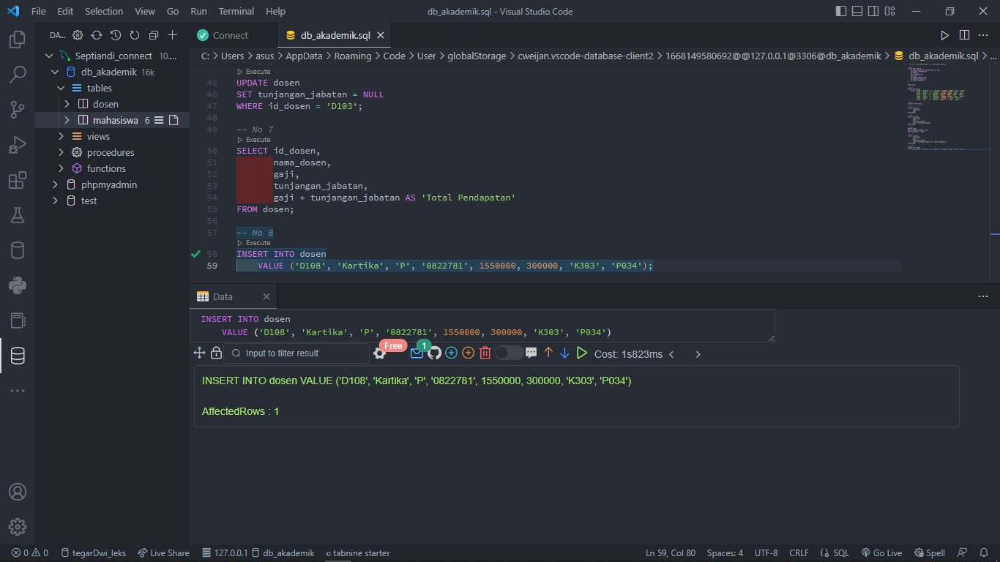 File Edit Selection View Go Run Terminal Help
db_akademik.sql - Visual Studio Code
DA...
Connect
db_akademik.sql
Septiandi_connect 10....
db_akademik 16k
tables
dosen
mahasiswa 6
views
procedures
functions
phpmyadmin
test
C: > Users > asus > AppData > Roaming > Code > User > globalStorage > cweijan.vscode-database-client2 > 1668149580692@@127.0.0.1@3306@db_akademik > db_akademik.sql > ...
Execute
45 UPDATE dosen
46 SET tunjangan_jabatan = NULL
47 WHERE id_dosen = 'D103';
48
49 -- No 7
Execute
50 SELECT id_dosen,
51 nama_dosen,
52 gaji,
53 tunjangan_jabatan,
54 gaji + tunjangan_jabatan AS 'Total Pendapatan'
55 FROM dosen;
56
57 -- No 8
Execute
58 INSERT INTO dosen
59 VALUE ('D108', 'Kartika', 'P', '0822781', 1550000, 300000, 'K303', 'P034');
Data
INSERT INTO dosen
VALUE ('D108', 'Kartika', 'P', '0822781', 1550000, 300000, 'K303', 'P034')
Input to filter result
Free
1
Cost: 1s823ms
INSERT INTO dosen VALUE ('D108', 'Kartika', 'P', '0822781', 1550000, 300000, 'K303', 'P034')
AffectedRows : 1
0 0 tegarDwi_leks Live Share 127.0.0.1 db_akademik tabnine starter
Ln 59, Col 80 Spaces: 4 UTF-8 CRLF SQL Go Live Spell